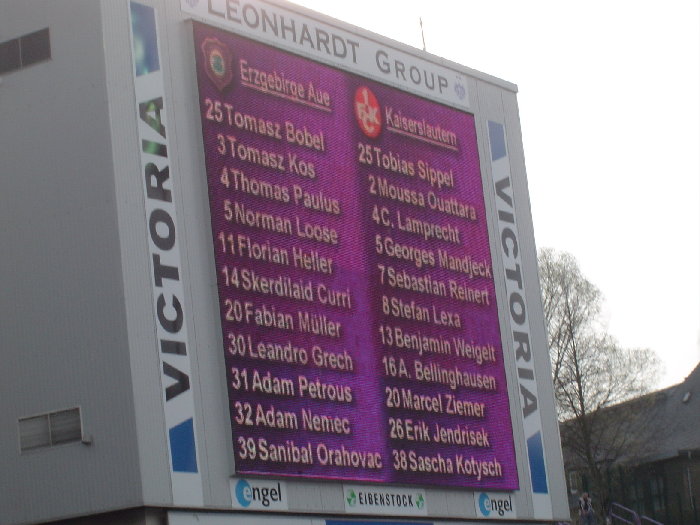 LEONHARDT GROUP
VICTORIA
Erzgebirge Aue
25 Tomasz Bobel
3 Tomasz Kos
4 Thomas Paulus
5 Norman Loose
11 Florian Heller
14 Skerdilaid Curri
20 Fabian Müller
30 Leandro Grech
31 Adam Petrous
32 Adam Nemec
39 Sanibal Orahovac
FCK
Kaiserslautern
25 Tobias Sippel
2 Moussa Ouattara
4 C. Lamprecht
5 Georges Mandjeck
7 Sebastian Reinert
8 Stefan Lexa
13 Benjamin Weigelt
16 A. Bellinghausen
20 Marcel Ziemer
26 Erik Jendrisek
38 Sascha Kotysch
VICTORIA
engel
EIBENSTOCK
engel